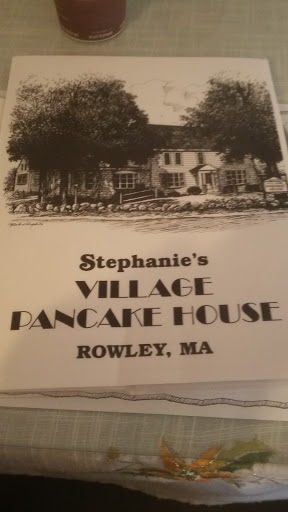 Stephanie's
VILLAGE
PANCAKE HOUSE
ROWLEY, MA